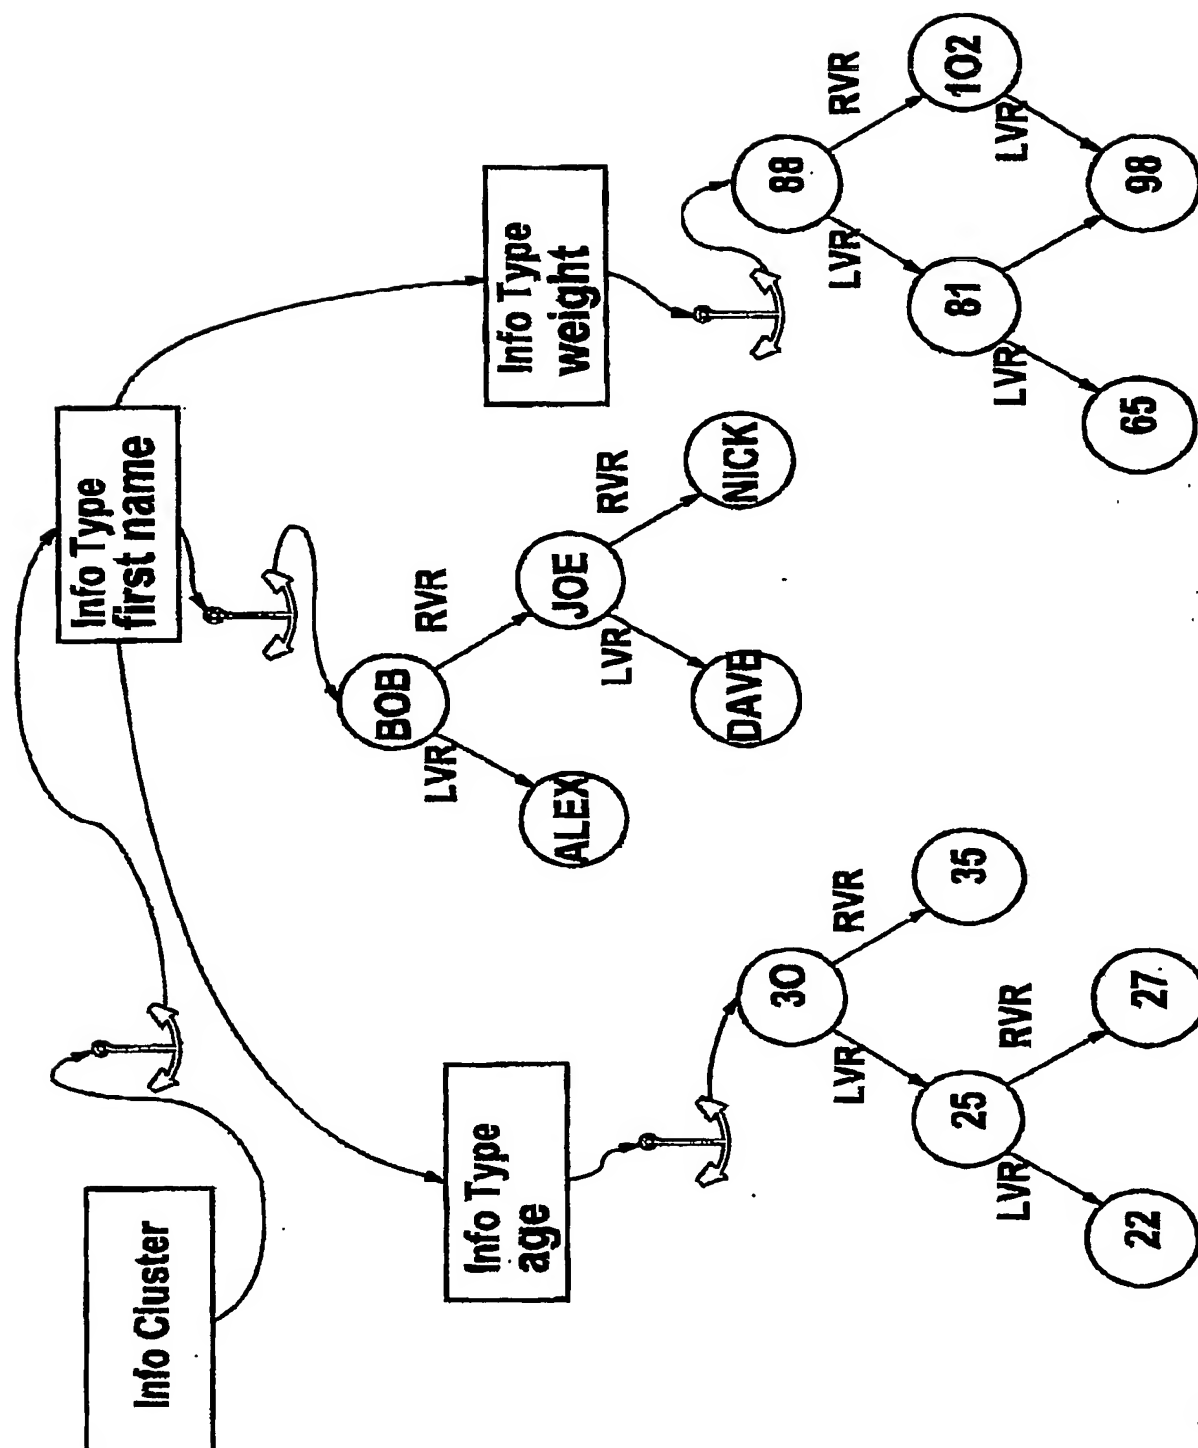 Info Cluster
Info Type
first name
BOB
LVR
RVR
ALEX
JOE
LVR
RVR
DAVE
NICK
Info Type
age
30
LVR
RVR
25
35
LVR
RVR
22
27
Info Type
weight
88
LVR
RVR
81
102
LVR
LVR
65
98